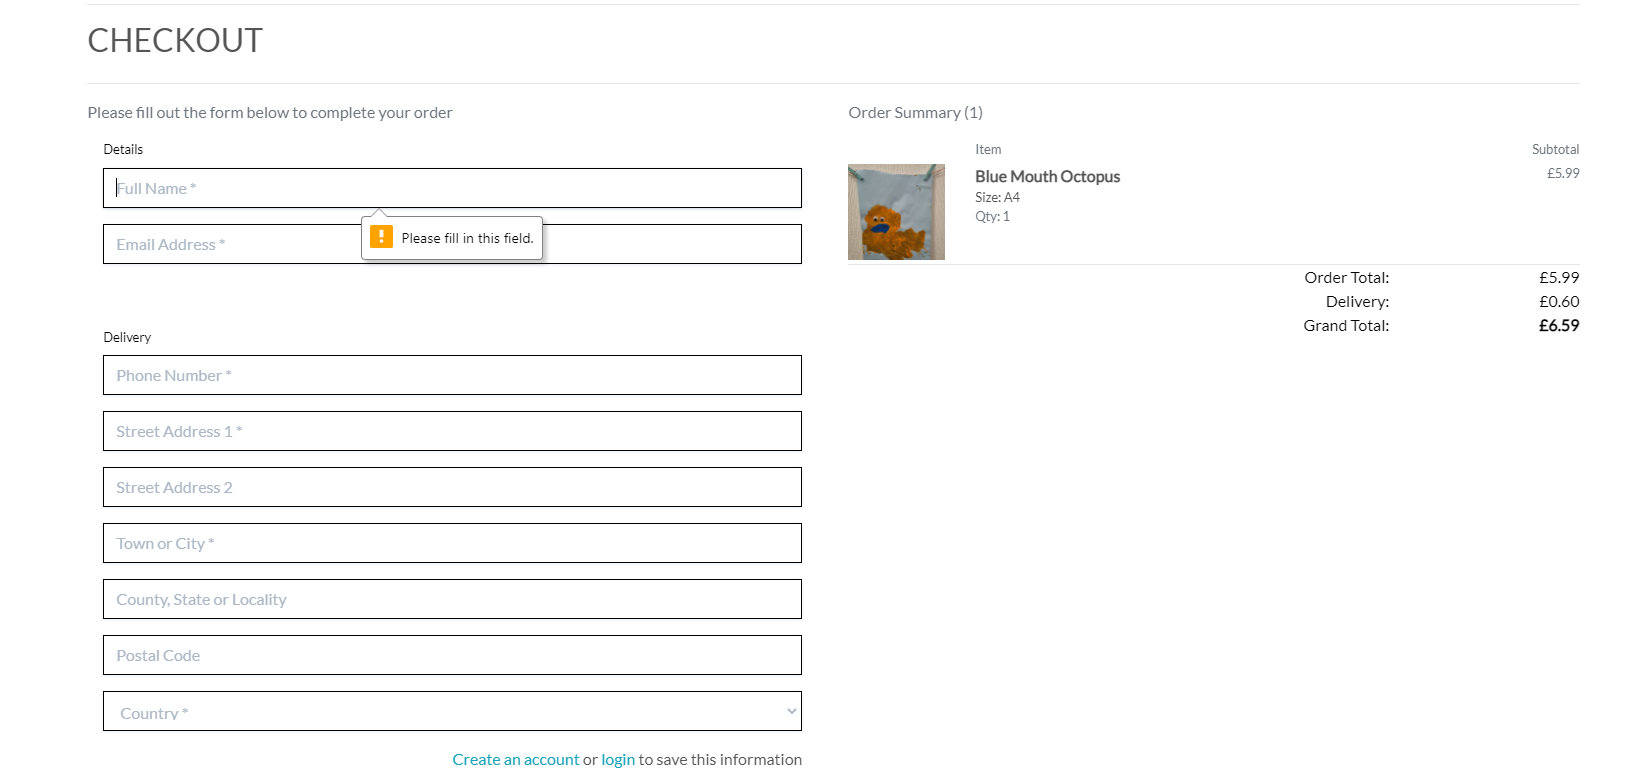 CHECKOUT
Please fill out the form below to complete your order
Details
Full Name *
Please fill in this field.
Email Address *
Delivery
Phone Number *
Street Address 1 *
Street Address 2
Town or City *
County, State or Locality
Postal Code
Country *
Create an account or login to save this information
Order Summary (1)
Item Subtotal
Blue Mouth Octopus £5.99
Size: A4
Qty: 1
Order Total: £5.99
Delivery: £0.60
Grand Total: £6.59